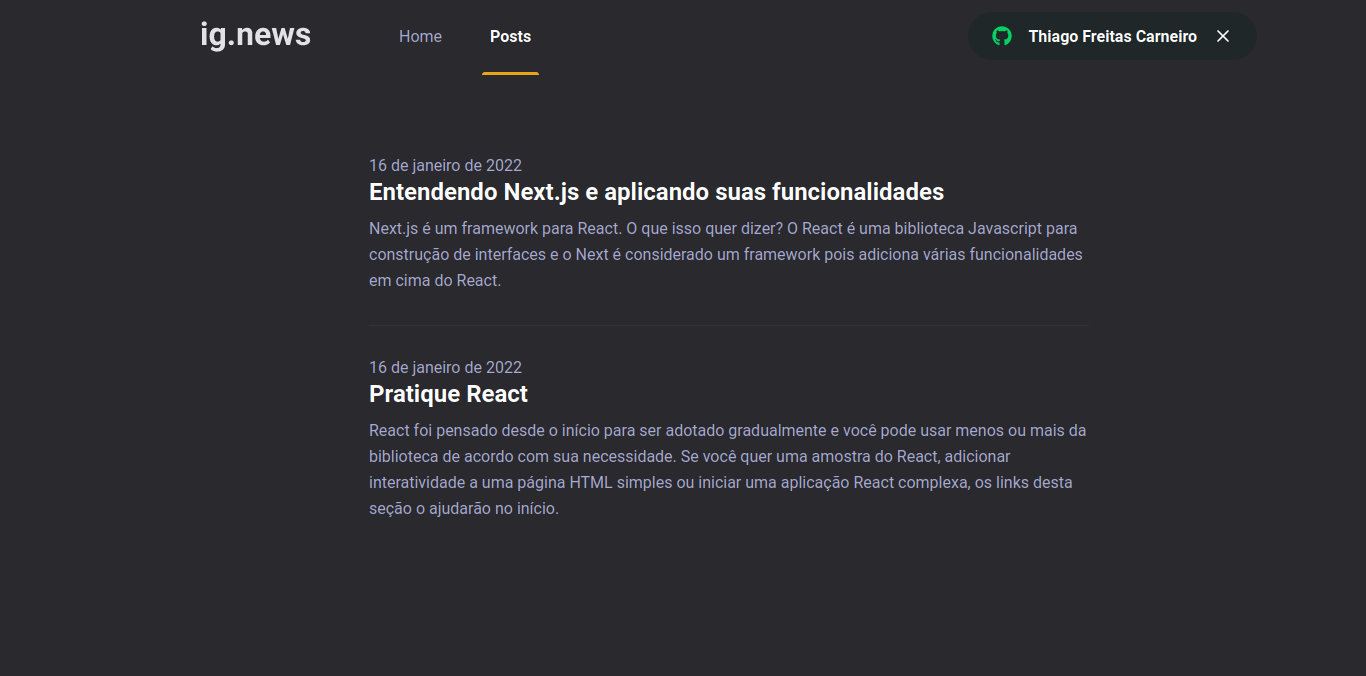 ig.news
Home
Posts
Thiago Freitas Carneiro
16 de janeiro de 2022
Entendendo Next.js e aplicando suas funcionalidades
Next.js é um framework para React. O que isso quer dizer? O React é uma biblioteca Javascript para
construção de interfaces e o Next é considerado um framework pois adiciona várias funcionalidades
em cima do React.
16 de janeiro de 2022
Pratique React
React foi pensado desde o início para ser adotado gradualmente e você pode usar menos ou mais da
biblioteca de acordo com sua necessidade. Se você quer uma amostra do React, adicionar
interatividade a uma página HTML simples ou iniciar uma aplicação React complexa, os links desta
seção o ajudarão no início.